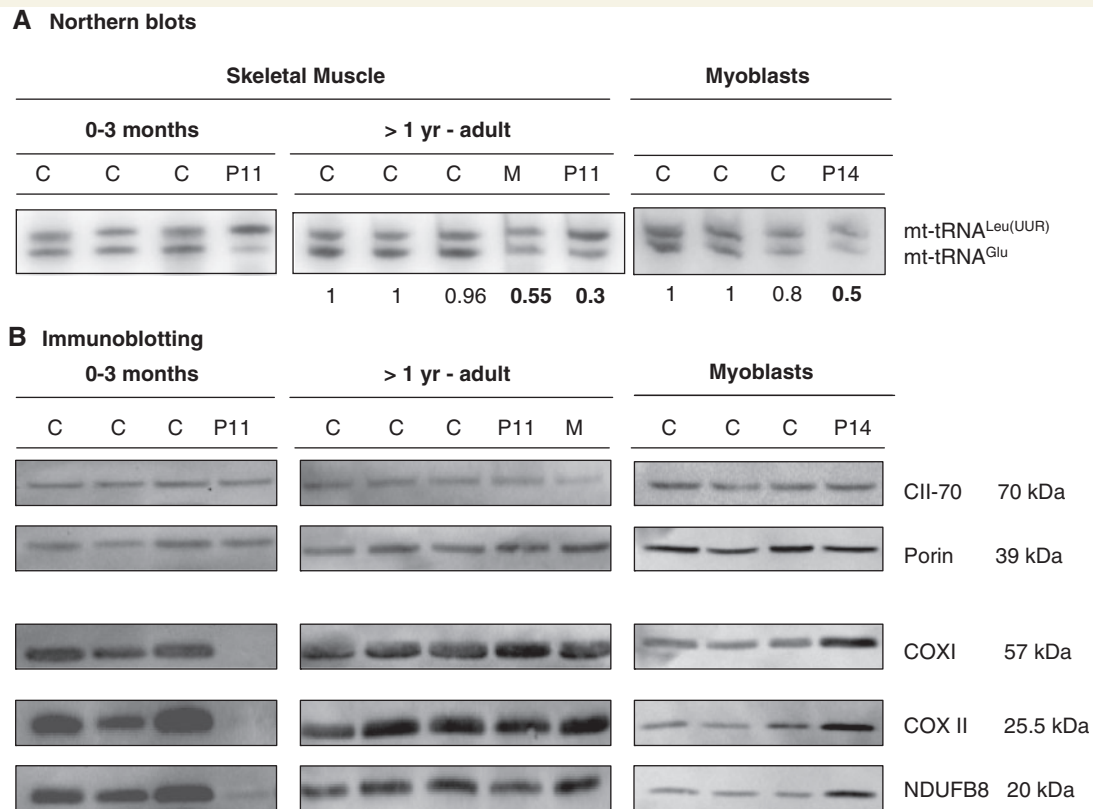 A Northern blots
Skeletal Muscle Myoblasts
0-3 months > 1 yr - adult
C C C P11 C C C M P11 C C C P14
mt-tRNALeu(UUR)
mt-tRNAGlu
1 1 0.96 0.55 0.3 1 1 0.8 0.5
B Immunoblotting
0-3 months > 1 yr - adult Myoblasts
C C C P11 C C C P11 M C C C P14
CII-70 70 kDa
Porin 39 kDa
COXI 57 kDa
COX II 25.5 kDa
NDUFB8 20 kDa